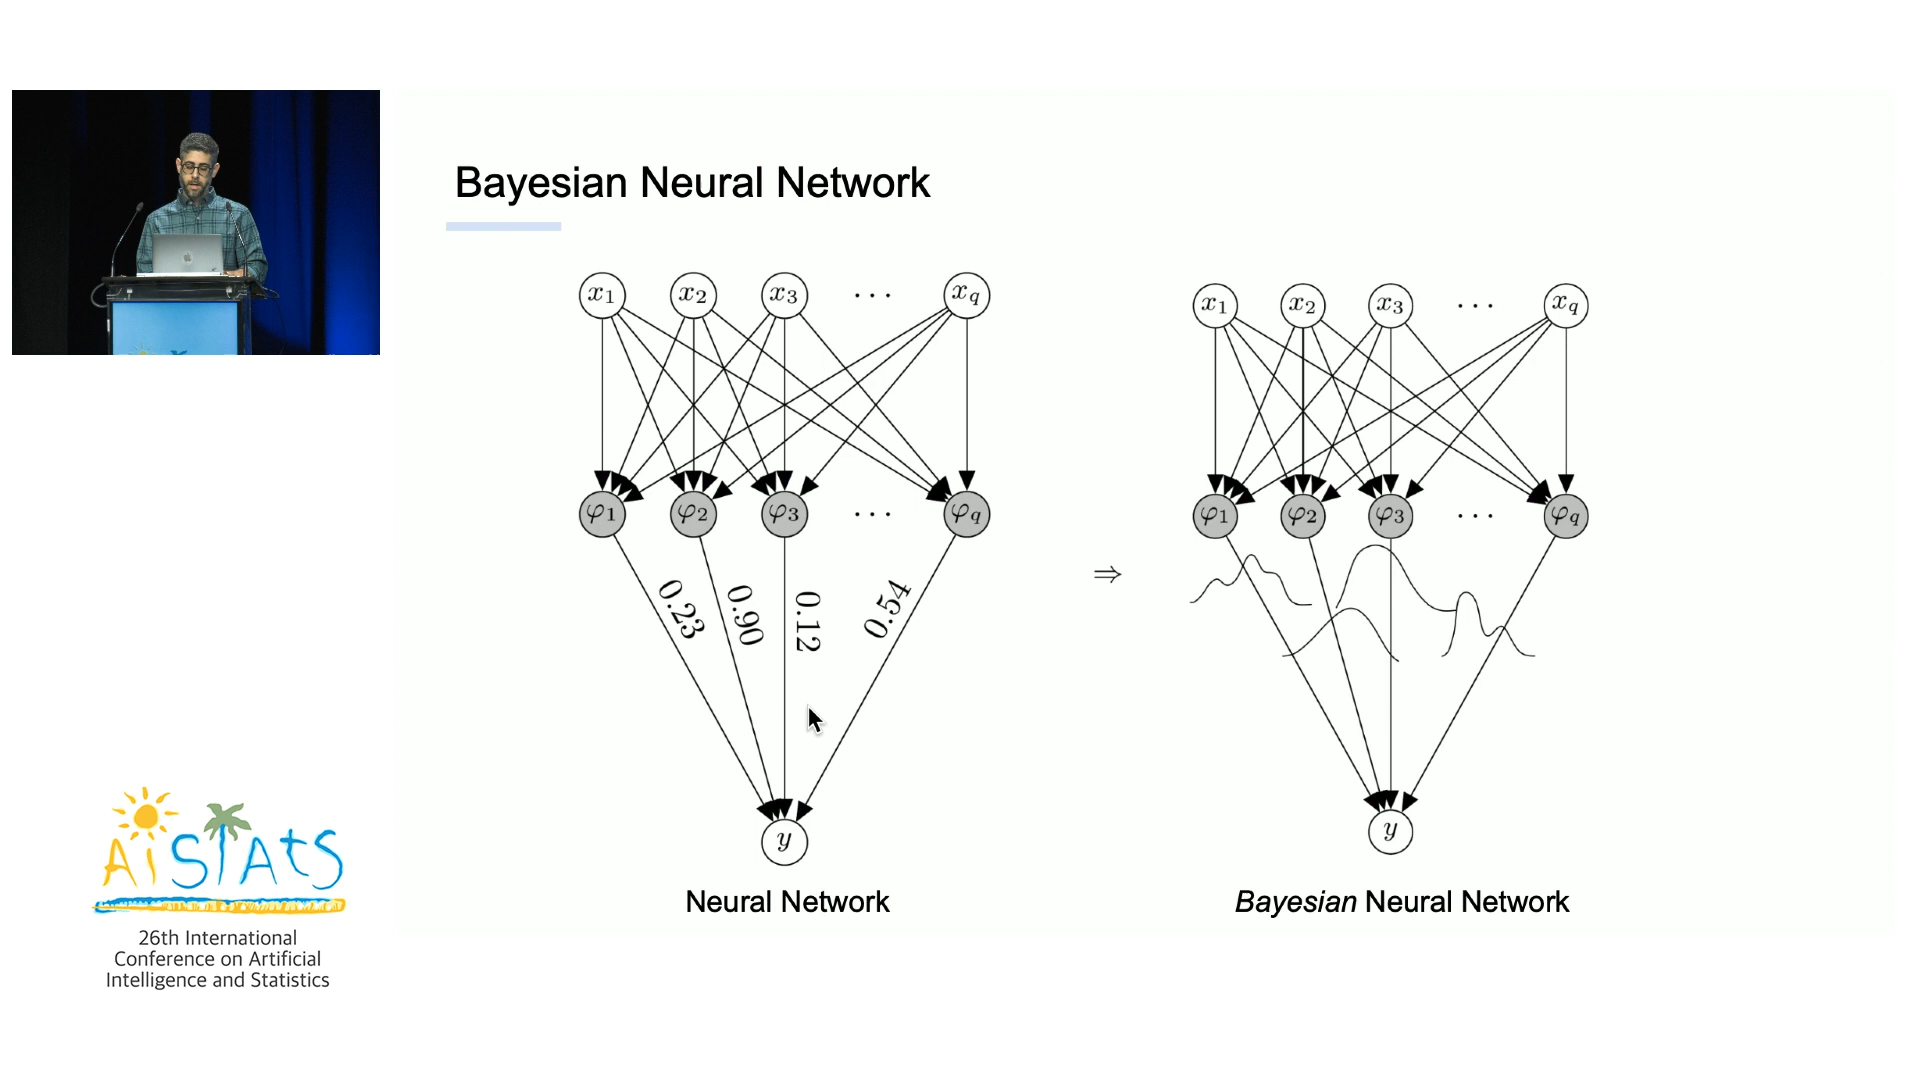 Bayesian Neural Network
x1 x2 x3 ... xq
φ1 φ2 φ3 ... φq
0.23 0.90 0.12 0.54
y
Neural Network
⇒
x1 x2 x3 ... xq
φ1 φ2 φ3 ... φq
y
Bayesian Neural Network
AiSTAtS
26th International
Conference on Artificial
Intelligence and Statistics